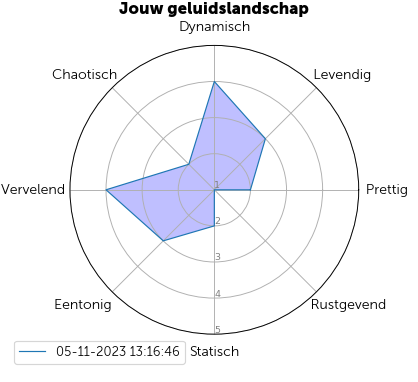 Jouw geluidslandschap
Dynamisch
Chaotisch
Levendig
Vervelend
1
Prettig
2
3
Eentonig
4
Rustgevend
5
05-11-2023 13:16:46
Statisch